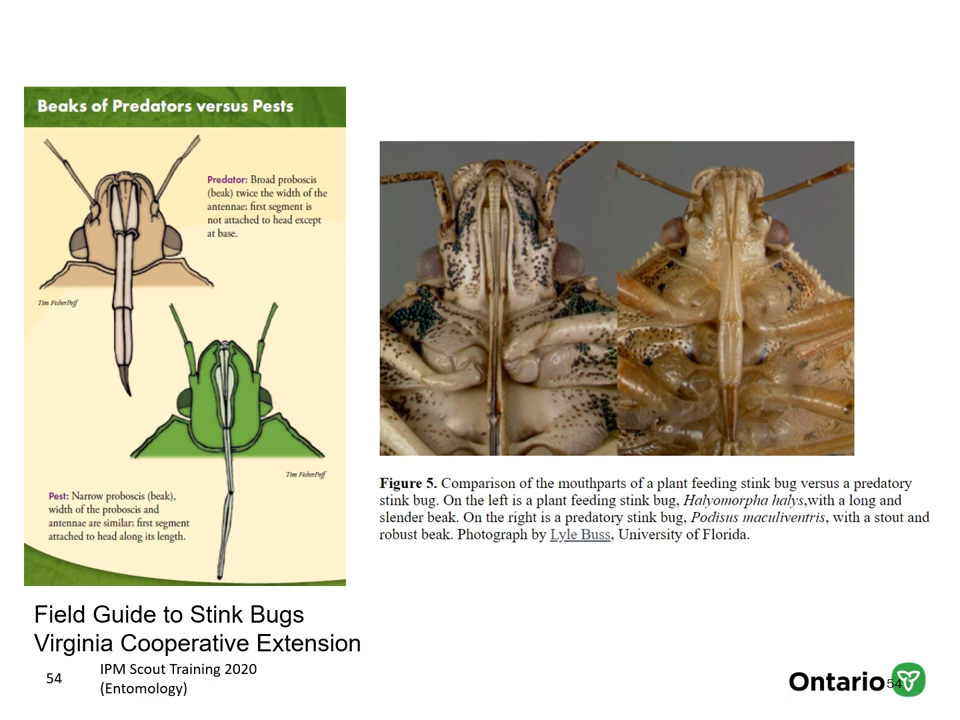 Beaks of Predators versus Pests
Predator: Broad proboscis
(beak) twice the width of the
antennae; first segment is
not attached to head except
at base.
Tim FisherPoff
Tim FisherPoff
Pest: Narrow proboscis (beak),
width of the proboscis and
antennae are similar; first segment
attached to head along its length.
Figure 5. Comparison of the mouthparts of a plant feeding stink bug versus a predatory
stink bug. On the left is a plant feeding stink bug, Halyomorpha halys,with a long and
slender beak. On the right is a predatory stink bug, Podisus maculiventris, with a stout and
robust beak. Photograph by Lyle Buss, University of Florida.
Field Guide to Stink Bugs
Virginia Cooperative Extension
54
IPM Scout Training 2020
(Entomology)
Ontario
54